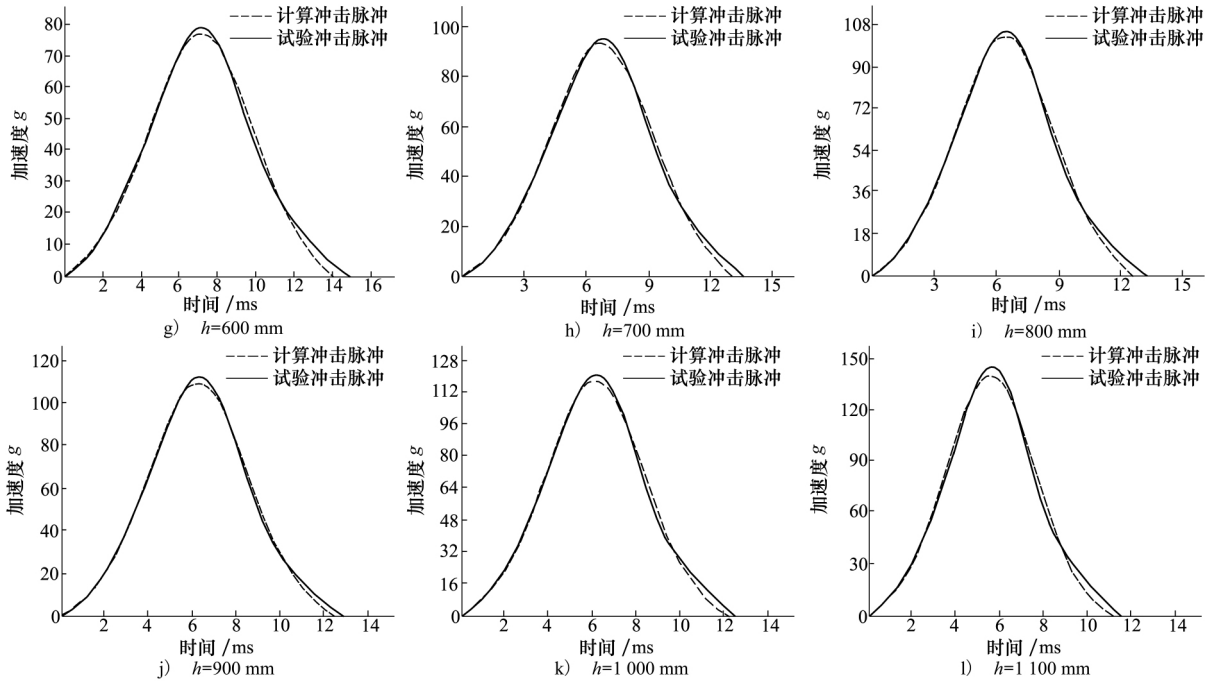 80
70
60
50
40
30
20
10
0
加速度 g
计算冲击脉冲
试验冲击脉冲
2 4 6 8 10 12 14 16
时间 /ms
g) h=600 mm
100
80
60
40
20
0
加速度 g
计算冲击脉冲
试验冲击脉冲
3 6 9 12 15
时间 /ms
h) h=700 mm
108
90
72
54
36
18
0
加速度 g
计算冲击脉冲
试验冲击脉冲
3 6 9 12 15
时间 /ms
i) h=800 mm
120
100
80
60
40
20
0
加速度 g
计算冲击脉冲
试验冲击脉冲
2 4 6 8 10 12 14
时间 /ms
j) h=900 mm
128
112
96
80
64
48
32
16
0
加速度 g
计算冲击脉冲
试验冲击脉冲
2 4 6 8 10 12 14
时间 /ms
k) h=1 000 mm
150
120
90
60
30
0
加速度 g
计算冲击脉冲
试验冲击脉冲
2 4 6 8 10 12 14
时间 /ms
l) h=1 100 mm